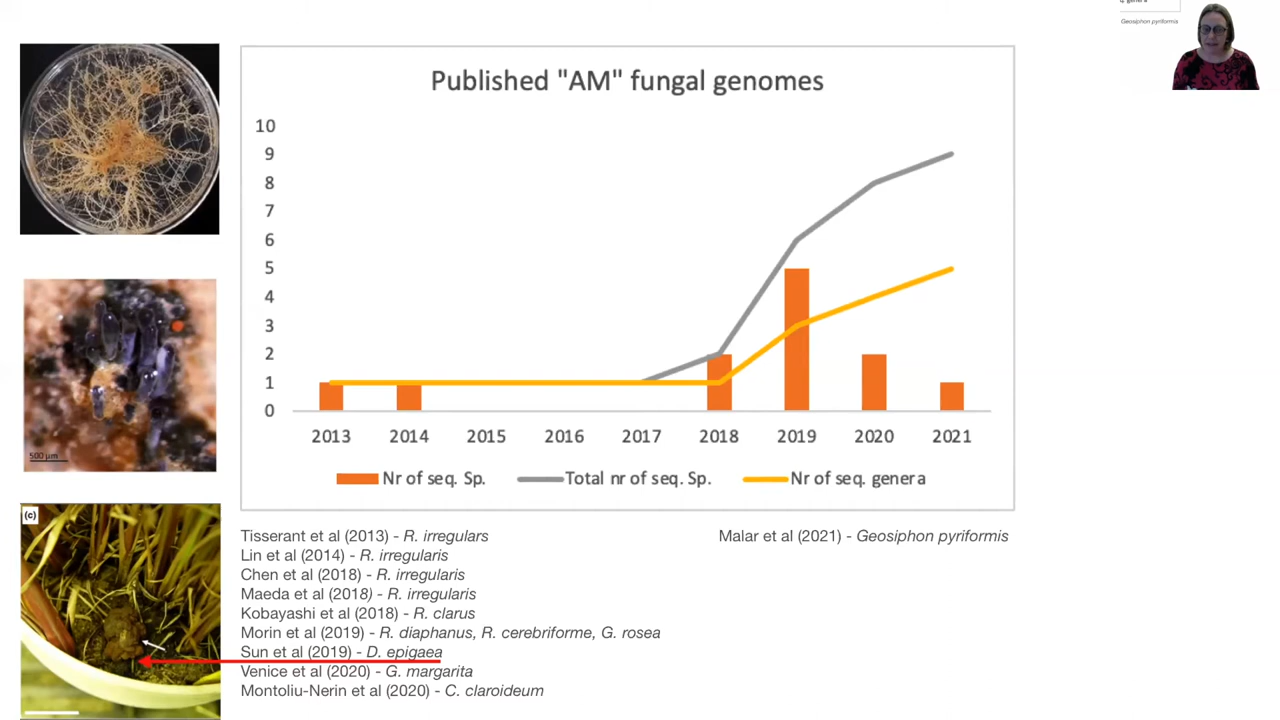 4 genera
Geosiphon pyriformis
Published "AM" fungal genomes
10
9
8
7
6
5
4
3
2
1
0
2013 2014 2015 2016 2017 2018 2019 2020 2021
Nr of seq. Sp. Total nr of seq. Sp. Nr of seq. genera
500 µm
(c)
Tisserant et al (2013) - R. irregulars
Lin et al (2014) - R. irregularis
Chen et al (2018) - R. irregularis
Maeda et al (2018) - R. irregularis
Kobayashi et al (2018) - R. clarus
Morin et al (2019) - R. diaphanus, R. cerebriforme, G. rosea
Sun et al (2019) - D. epigaea
Venice et al (2020) - G. margarita
Montoliu-Nerin et al (2020) - C. claroideum
Malar et al (2021) - Geosiphon pyriformis